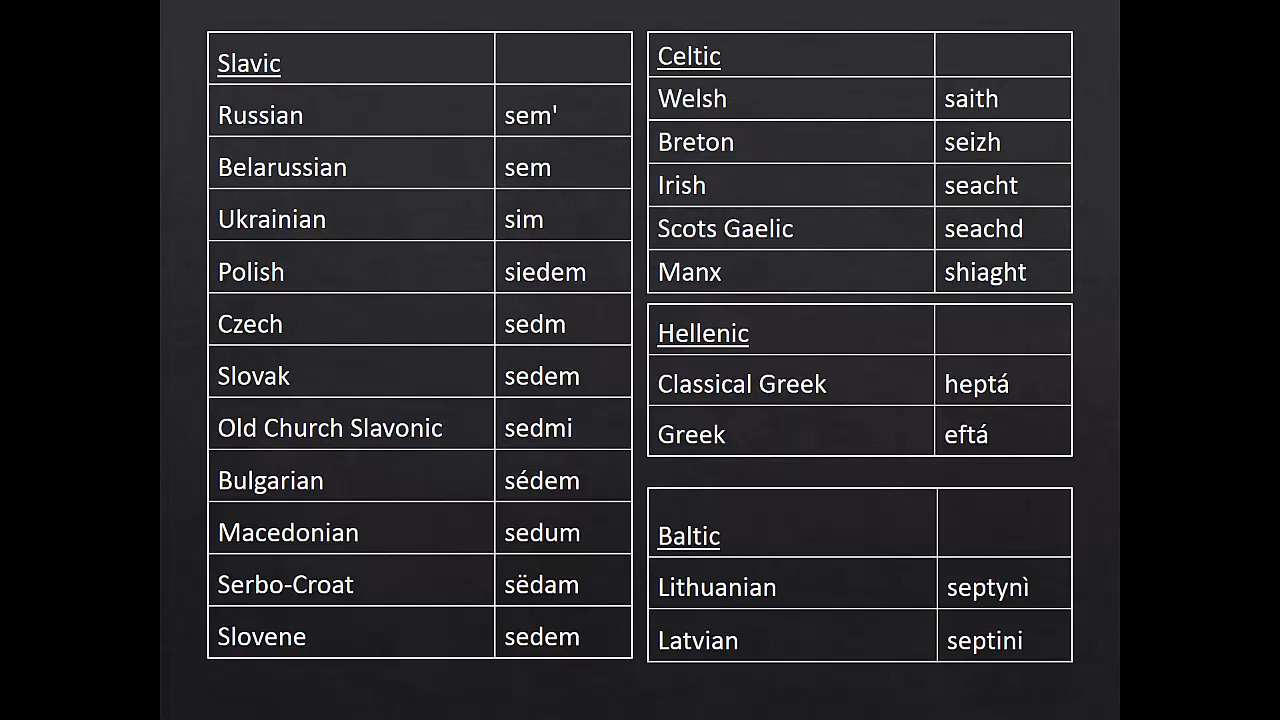 Slavic
Russian sem'
Belarussian sem
Ukrainian sim
Polish siedem
Czech sedm
Slovak sedem
Old Church Slavonic sedmi
Bulgarian sédem
Macedonian sedum
Serbo-Croat sëdam
Slovene sedem
Celtic
Welsh saith
Breton seizh
Irish seacht
Scots Gaelic seachd
Manx shiaght
Hellenic
Classical Greek heptá
Greek eftá
Baltic
Lithuanian septynì
Latvian septini